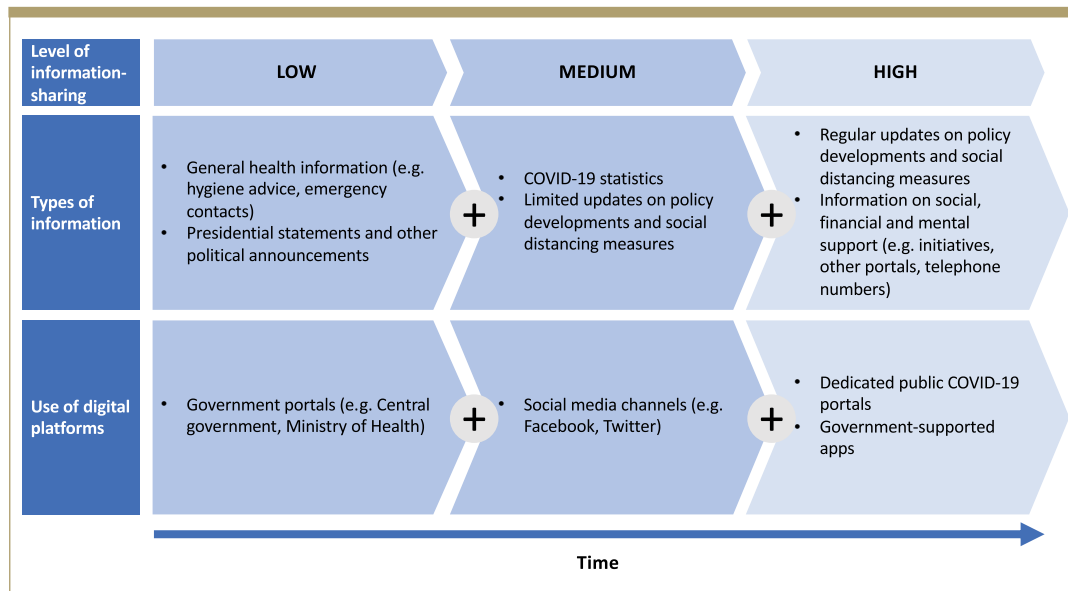 Level of
information-
sharing
LOW
MEDIUM
HIGH
Types of
information
• General health information (e.g.
hygiene advice, emergency
contacts)
• Presidential statements and other
political announcements
+
• COVID-19 statistics
• Limited updates on policy
developments and social
distancing measures
+
• Regular updates on policy
developments and social
distancing measures
• Information on social,
financial and mental
support (e.g. initiatives,
other portals, telephone
numbers)
Use of digital
platforms
• Government portals (e.g. Central
government, Ministry of Health)
+
• Social media channels (e.g.
Facebook, Twitter)
+
• Dedicated public COVID-19
portals
• Government-supported
apps
Time